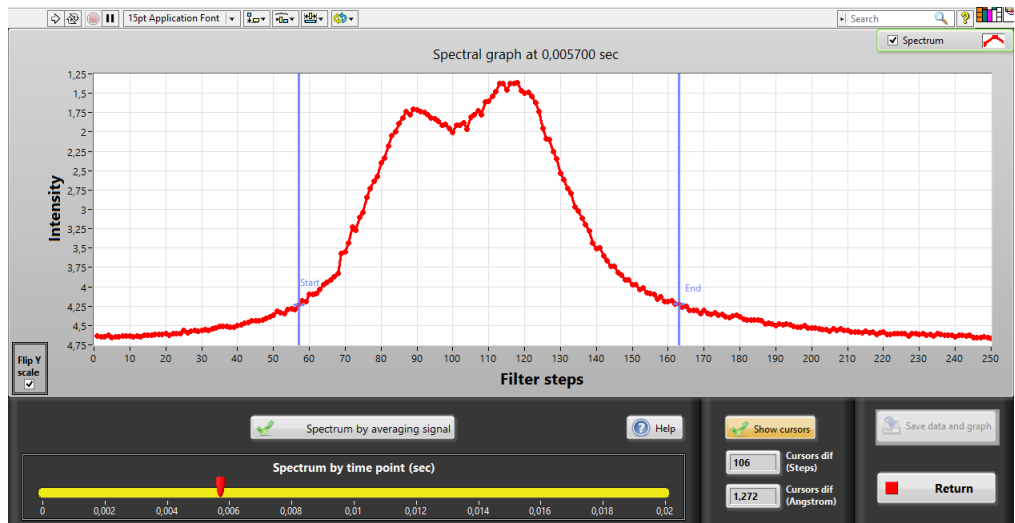 15pt Application Font
Search
Spectrum
Spectral graph at 0,005700 sec
Intensity
1,25
1,5
1,75
2
2,25
2,5
2,75
3
3,25
3,5
3,75
4
4,25
4,5
4,75
Start
End
0 10 20 30 40 50 60 70 80 90 100 110 120 130 140 150 160 170 180 190 200 210 220 230 240 250
Filter steps
Flip Y
scale
Spectrum by averaging signal
Help
Show cursors
Save data and graph
106
Cursors dif
(Steps)
1,272
Cursors dif
(Angstrom)
Return
Spectrum by time point (sec)
0 0,002 0,004 0,006 0,008 0,01 0,012 0,014 0,016 0,018 0,02